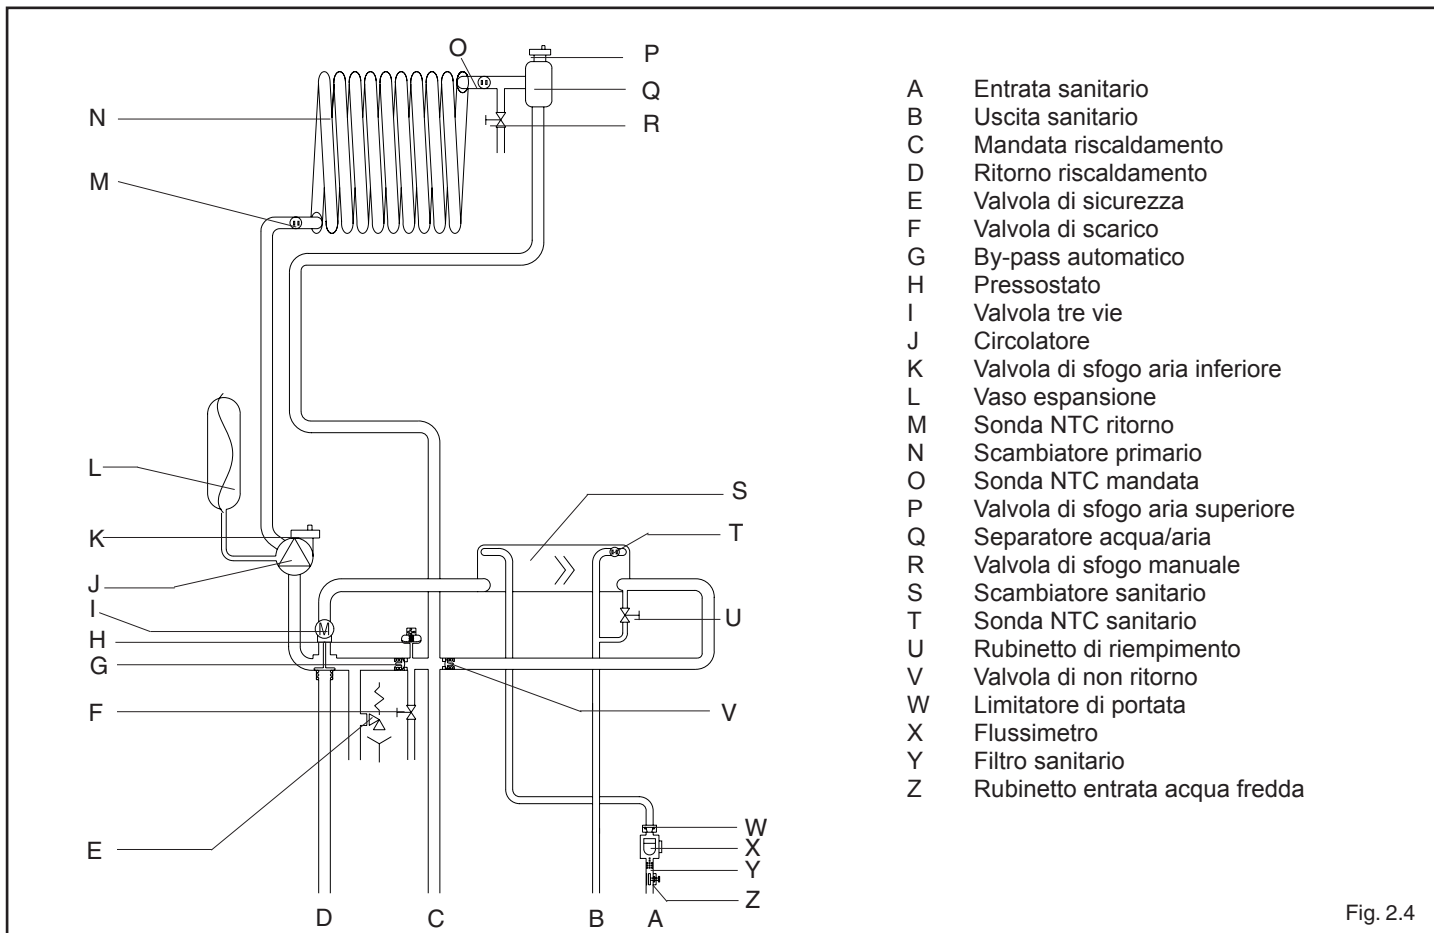 O
P
Q
N
R
M
L
S
K
T
J
I
H
U
G
F
V
E
W
X
Y
Z
D
C
B
A
A Entrata sanitario
B Uscita sanitario
C Mandata riscaldamento
D Ritorno riscaldamento
E Valvola di sicurezza
F Valvola di scarico
G By-pass automatico
H Pressostato
I Valvola tre vie
J Circolatore
K Valvola di sfogo aria inferiore
L Vaso espansione
M Sonda NTC ritorno
N Scambiatore primario
O Sonda NTC mandata
P Valvola di sfogo aria superiore
Q Separatore acqua/aria
R Valvola di sfogo manuale
S Scambiatore sanitario
T Sonda NTC sanitario
U Rubinetto di riempimento
V Valvola di non ritorno
W Limitatore di portata
X Flussimetro
Y Filtro sanitario
Z Rubinetto entrata acqua fredda
M
Fig. 2.4